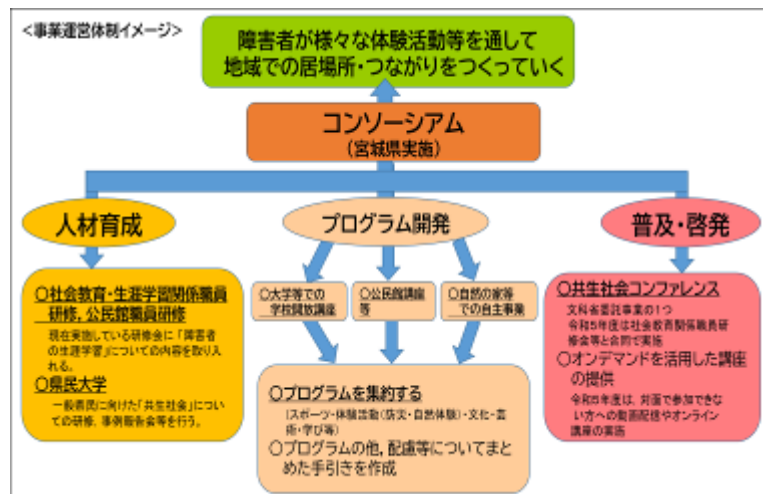 <事業運営体制イメージ>
障害者が様々な体験活動等を通して
地域での居場所・つながりをつくっていく
コンソーシアム
(宮城県実施)
人材育成
プログラム開発
普及・啓発
〇社会教育・生涯学習関係職員
研修，公民館職員研修
現在実施している研修会に「障害者
の生涯学習」についての内容を取り入
れる。
〇県民大学
一般県民に向けた「共生社会」につい
ての研修，事例報告会等を行う。
〇大学等での
学校開放講座
〇公民館講座
等
〇自然の家等
での自主事業
〇プログラムを集約する
(スポーツ・体験活動(防災・自然体験)・文化・芸
術・学び等)
〇プログラムの他，配慮等についてまと
めた手引きを作成
〇共生社会コンファレンス
文科省委託事業の1つ
令和5年度は社会教育関係職員研
修会等と合同で実施
〇オンデマンドを活用した講座
の提供
令和5年度は，対面で参加できな
い方への動画配信やオンライン
講座の実施